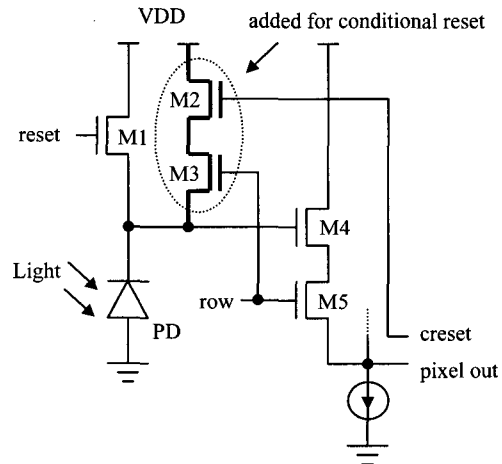 VDD
added for conditional reset
M2
reset
M1
M3
M4
Light
row
M5
PD
creset
pixel out